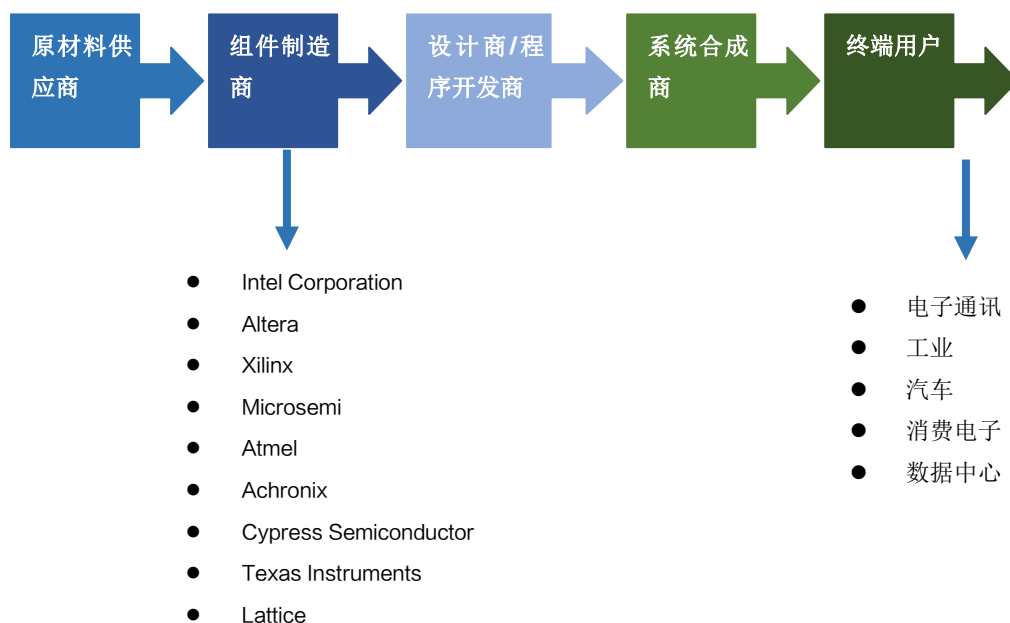 原材料供
应商
组件制造
商
设计商/程
序开发商
系统合成
商
终端用户
● Intel Corporation
● Altera
● Xilinx
● Microsemi
● Atmel
● Achronix
● Cypress Semiconductor
● Texas Instruments
● Lattice
● 电子通讯
● 工业
● 汽车
● 消费电子
● 数据中心